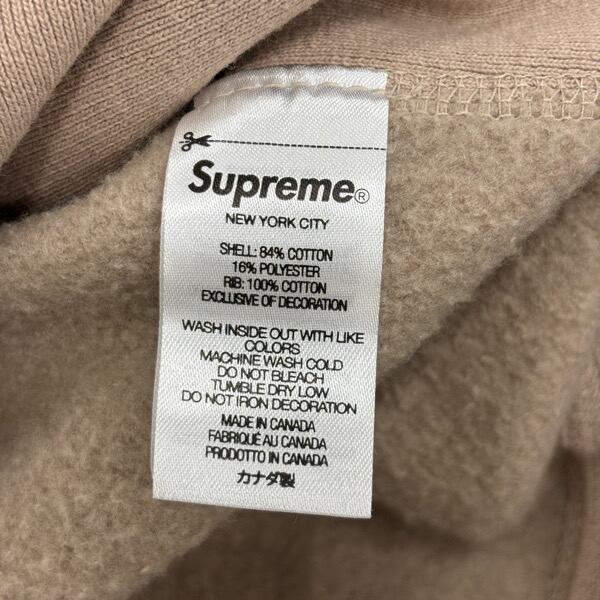 Supreme®
NEW YORK CITY
SHELL: 84% COTTON
16% POLYESTER
RIB: 100% COTTON
EXCLUSIVE OF DECORATION
WASH INSIDE OUT WITH LIKE
COLORS
MACHINE WASH COLD
DO NOT BLEACH
TUMBLE DRY LOW
DO NOT IRON DECORATION
MADE IN CANADA
FABRIQUÉ AU CANADA
PRODOTTO IN CANADA
カナダ製